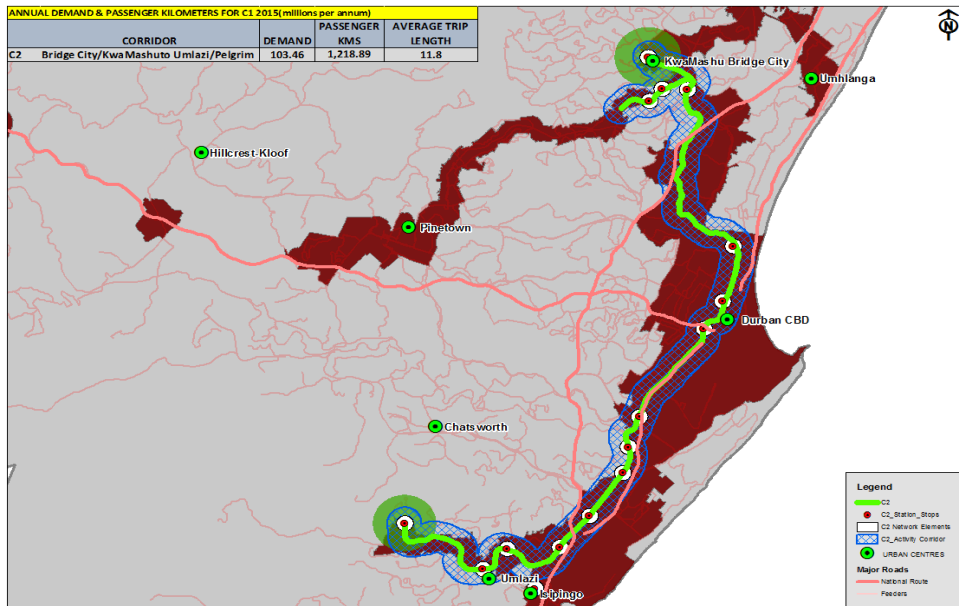 ANNUAL DEMAND & PASSENGER KILOMETERS FOR C1 2015(millions per annum)
CORRIDOR DEMAND PASSENGER KMS AVERAGE TRIP LENGTH
C2 Bridge City/KwaMashuto Umlazi/Pelgrim 103.46 1,218.89 11.8
N
KwaMashu Bridge City
Umhlanga
Hillcrest-Kloof
Pinetown
Durban CBD
Chatsworth
Umlazi
Isipingo
Legend
C2
C2_Station_Stops
C2 Network Elements
C2_Activity Corridor
URBAN CENTRES
Major Roads
National Route
Feeders